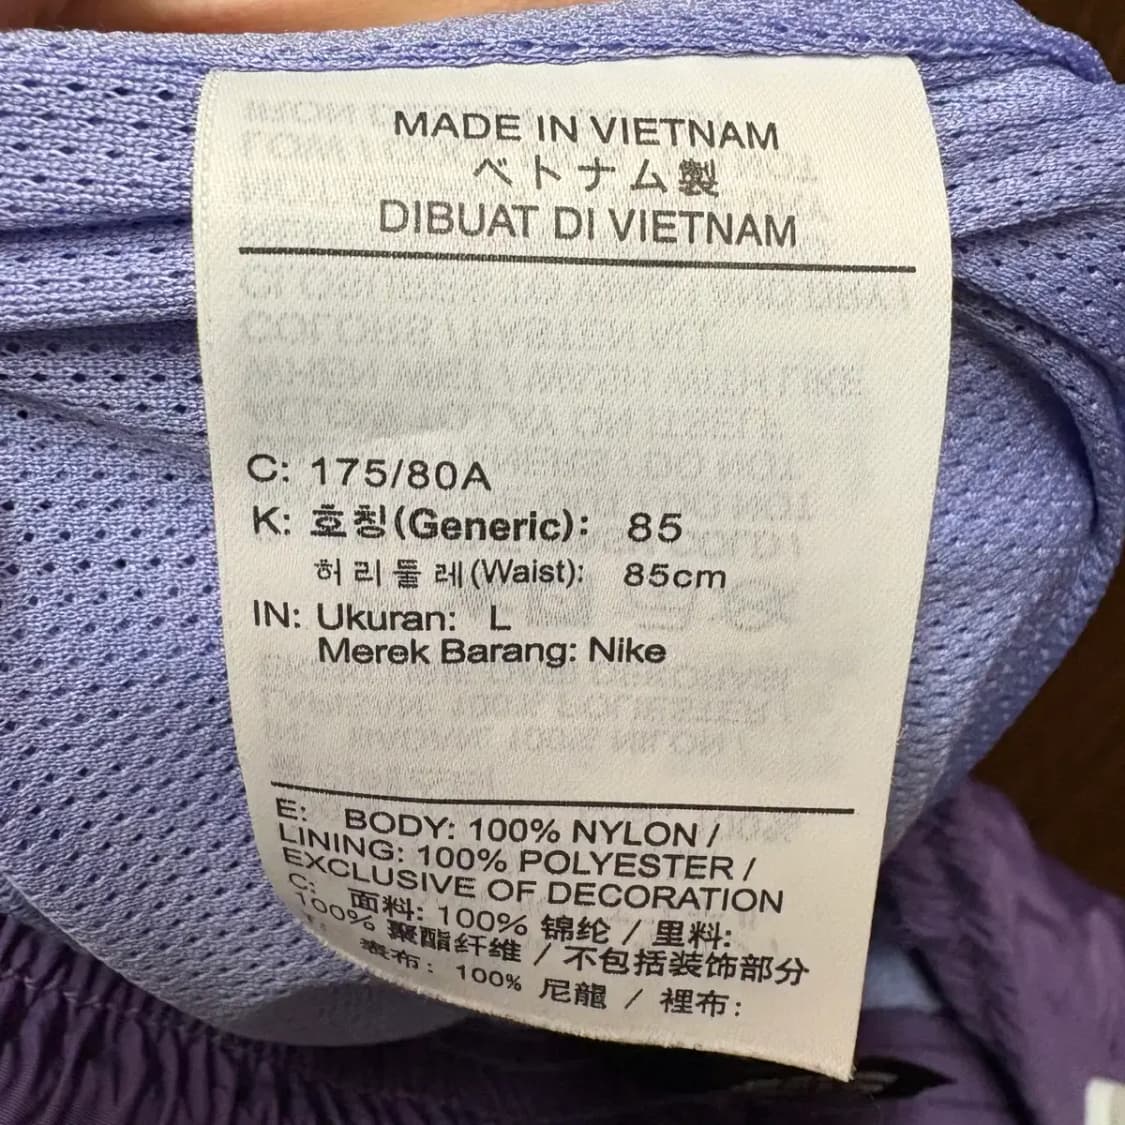 MADE IN VIETNAM
ベトナム製
DIBUAT DI VIETNAM
C: 175/80A
K: 호칭(Generic): 85
허리둘레(Waist): 85cm
IN: Ukuran: L
Merek Barang: Nike
E: BODY: 100% NYLON /
LINING: 100% POLYESTER /
EXCLUSIVE OF DECORATION
C: 面料: 100% 锦纶 / 里料:
100% 聚酯纤维 / 不包括装饰部分
表布: 100% 尼龍 / 裡布: